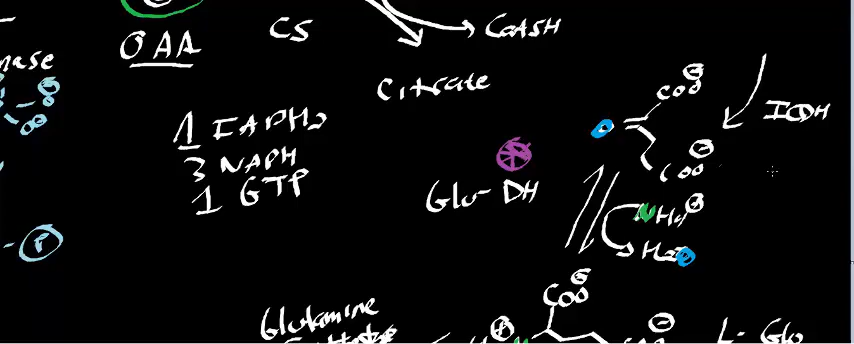 CS
CoASH
nase
OAA
Citrate
COO⊖
ICDH
1 FADH2
3 NADH
1 GTP
COO⊖
Glu-DH
NH4⊕
H2O
P
COO⊖
Glutamine
L-Glu